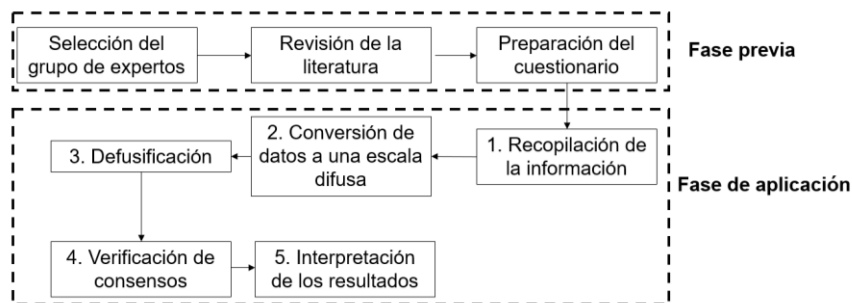 Selección del
grupo de expertos
Revisión de la
literatura
Preparación del
cuestionario
Fase previa
1. Recopilación de
la información
2. Conversión de
datos a una escala
difusa
3. Defusificación
Fase de aplicación
4. Verificación de
consensos
5. Interpretación
de los resultados